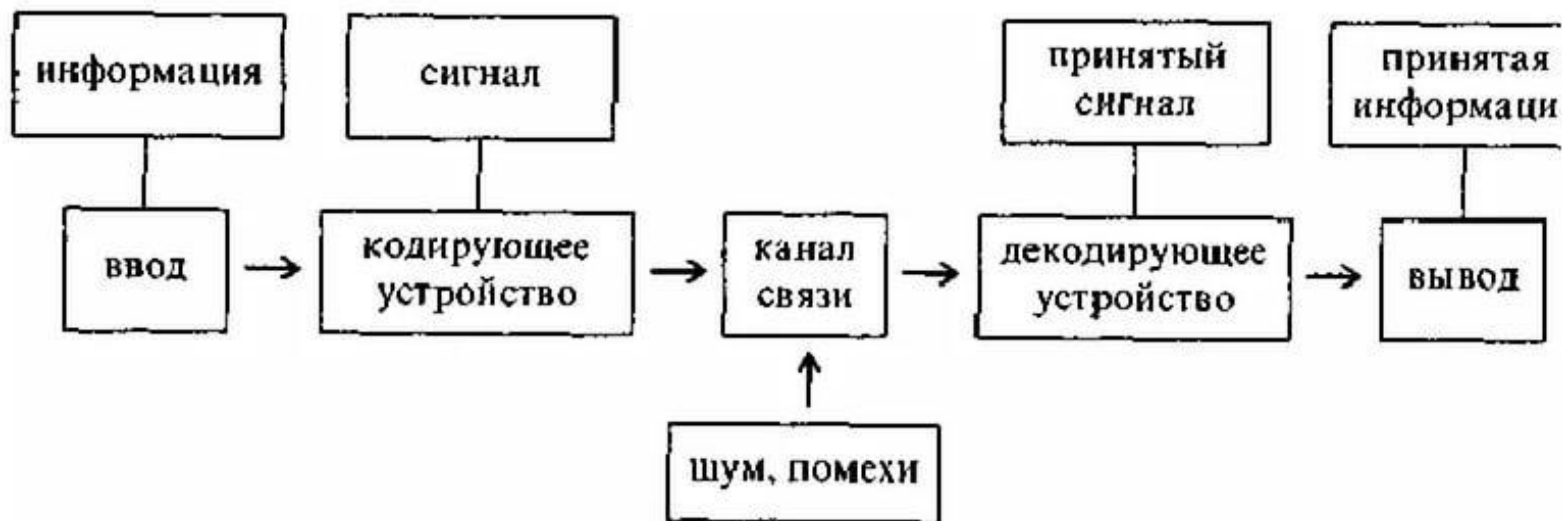 информация
сигнал
принятый
сигнал
принятая
информаци
ввод
кодирующее
устройство
канал
связи
декодирующее
устройство
вывод
шум, помехи